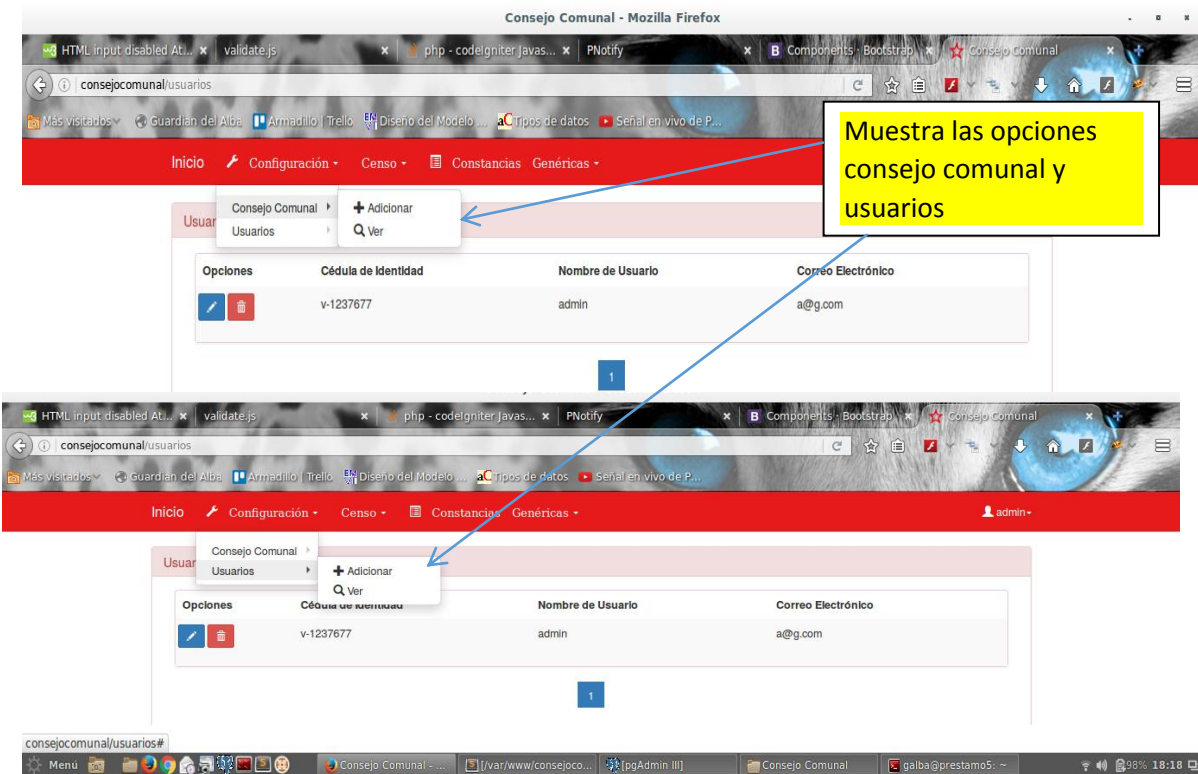 Consejo Comunal - Mozilla Firefox
HTML input disabled At... validate.js php - codeIgniter Javas... PNotify Components · Bootstrap Consejo Comunal
consejocomunal/usuarios
Más visitados Guardian del Alba Armadillo | Trello Diseño del Modelo ... Tipos de datos Señal en vivo de P...
Muestra las opciones
consejo comunal y
usuarios
Inicio Configuración Censo Constancias Genéricas
Consejo Comunal Adicionar
Usuarios Ver
Usuar
Opciones Cédula de Identidad Nombre de Usuario Correo Electrónico
v-1237677 admin a@g.com
1
HTML input disabled At... validate.js php - codeIgniter Javas... PNotify Components · Bootstrap Consejo Comunal
consejocomunal/usuarios
Más visitados Guardian del Alba Armadillo | Trello Diseño del Modelo ... Tipos de datos Señal en vivo de P...
Inicio Configuración Censo Constancias Genéricas admin
Consejo Comunal
Usuarios Adicionar
Ver
Usuar
Opciones Cédula de Identidad Nombre de Usuario Correo Electrónico
v-1237677 admin a@g.com
1
consejocomunal/usuarios#
Menú Consejo Comunal - ... [/var/www/consejoco... [pgAdmin III] Consejo Comunal galba@prestamo5: ~ 98% 18:18